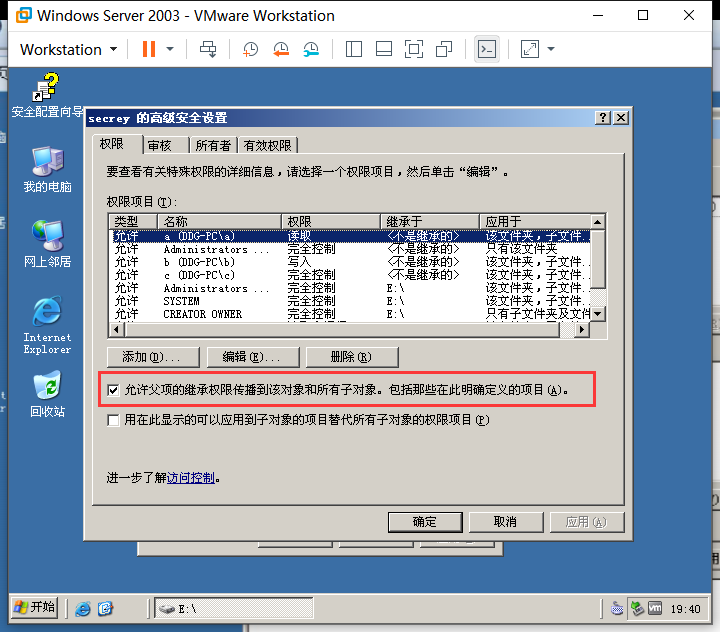 Windows Server 2003 - VMware Workstation
Workstation
安全配置向导
我的电脑
网上邻居
Internet
Explorer
回收站
secrey 的高级安全设置
权限 审核 所有者 有效权限
要查看有关特殊权限的详细信息，请选择一个权限项目，然后单击“编辑”。
权限项目(T):
类型 名称 权限 继承于 应用于
允许 a (DDG-PC\a) 读取 <不是继承的> 该文件夹，子文件...
允许 Administrators ... 完全控制 <不是继承的> 只有该文件夹
允许 b (DDG-PC\b) 写入 <不是继承的> 该文件夹，子文件...
允许 c (DDG-PC\c) 完全控制 <不是继承的> 该文件夹，子文件...
允许 Administrators ... 完全控制 E:\ 该文件夹，子文件...
允许 SYSTEM 完全控制 E:\ 该文件夹，子文件...
允许 CREATOR OWNER 完全控制 E:\ 只有子文件夹及文件
添加(D)... 编辑(E)... 删除(R)
允许父项的继承权限传播到该对象和所有子对象。包括那些在此明确定义的项目(A)。
用在此显示的可以应用到子对象的项目替代所有子对象的权限项目(P)
进一步了解访问控制。
确定 取消 应用(A)
开始 E:\ vm 19:40